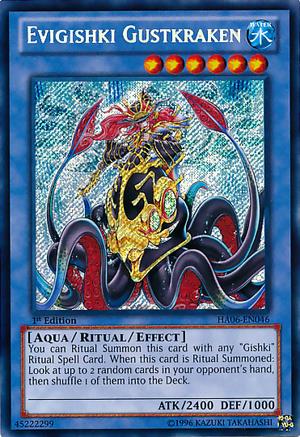 EVIGISHKI GUSTKRAKEN
WATER
水
1st Edition
HA06-EN046
[AQUA / RITUAL / EFFECT]
You can Ritual Summon this card with any "Gishki"
Ritual Spell Card. When this card is Ritual Summoned:
Look at up to 2 random cards in your opponent's hand,
then shuffle 1 of them into the Deck.
ATK/2400 DEF/1000
45222299
©1996 KAZUKI TAKAHASHI